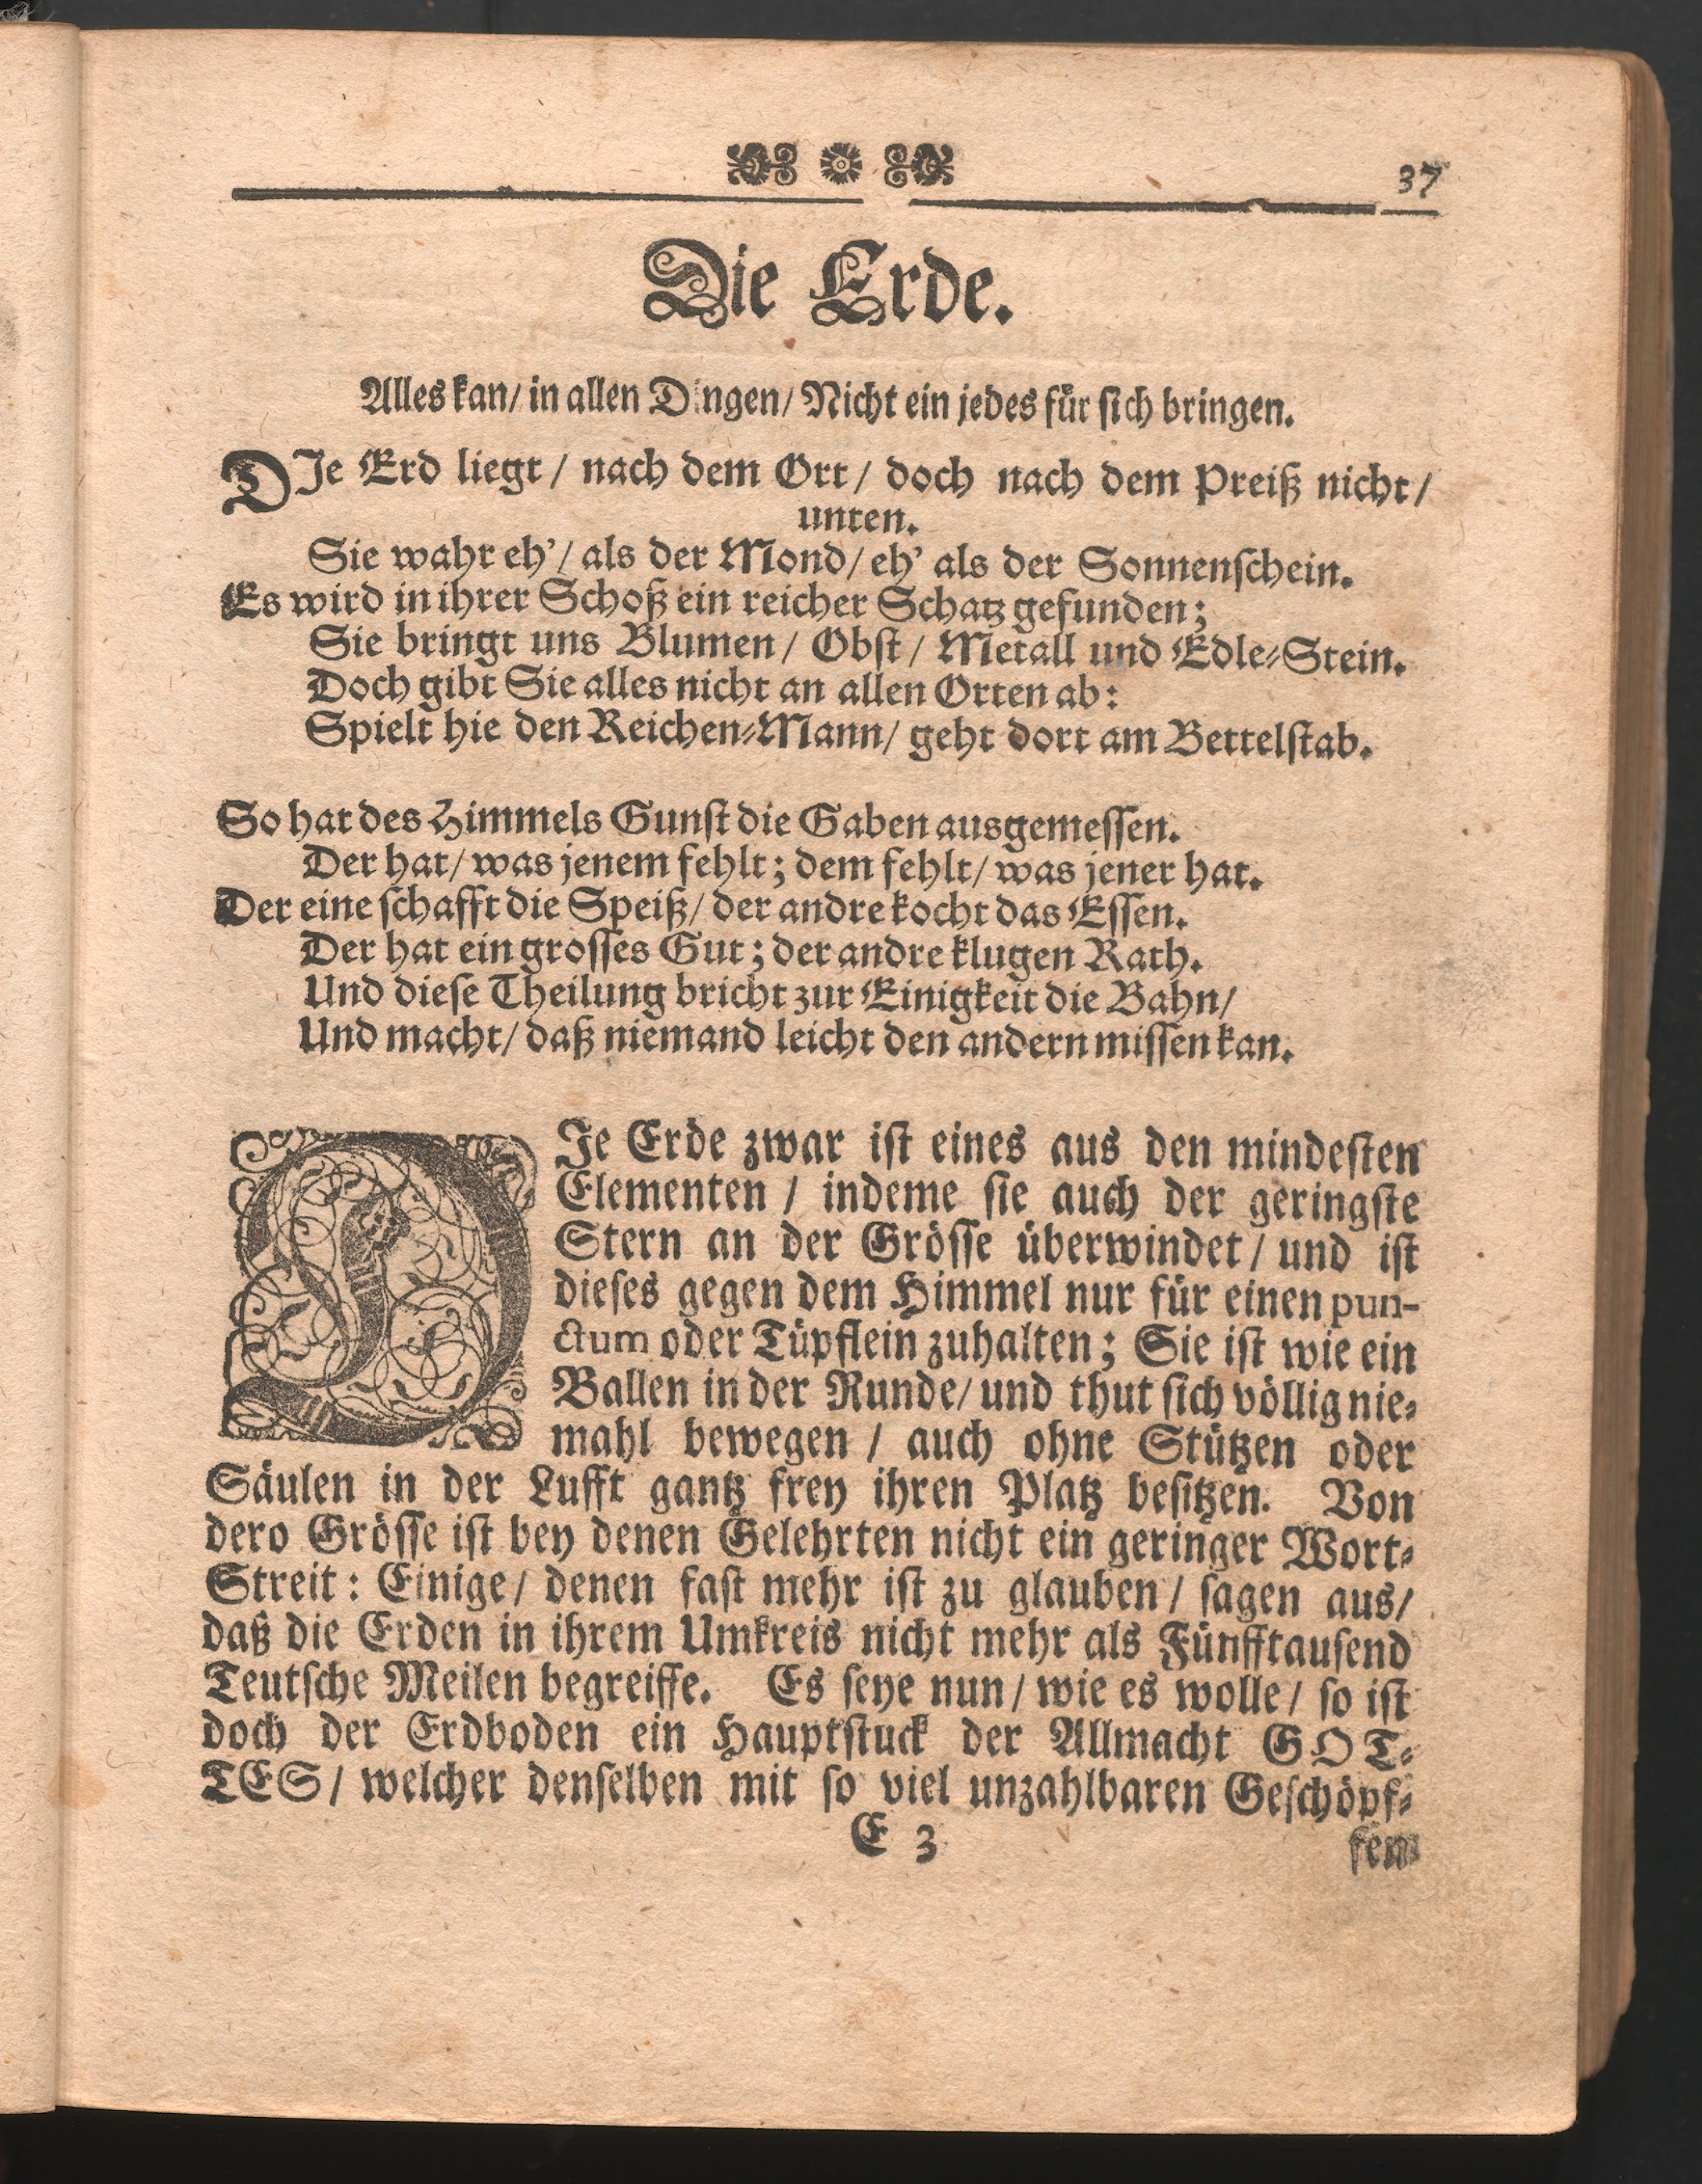 37
Die Erde.
Alles kan/ in allen Dingen/ Nicht ein jedes für ſich bringen.
DJe Erd liegt / nach dem Ort / doch nach dem Preiß nicht /
unten.
Sie wahr eh’ / als der Mond / eh’ als der Sonnenſchein.
Es wird in ihrer Schoß ein reicher Schatz gefunden;
Sie bringt uns Blumen / Obſt / Metall und Edle-Stein.
Doch gibt Sie alles nicht an allen Orten ab:
Spielt hie den Reichen-Mann/ geht dort am Bettelſtab.
So hat des Himmels Gunſt die Gaben ausgemeſſen.
Der hat/ was jenem fehlt; dem fehlt/ was jener hat.
Der eine ſchafft die Speiß/ der andre kocht das Eſſen.
Der hat ein groſſes Gut; der andre klugen Rath.
Und dieſe Theilung bricht zur Einigkeit die Bahn/
Und macht/ daß niemand leicht den andern miſſen kan.
DJe Erde zwar iſt eines aus den mindeſten
Elementen / indeme ſie auch der geringſte
Stern an der Gröſſe überwindet / und iſt
dieſes gegen dem Himmel nur für einen pun-
ctum oder Tüpflein zuhalten; Sie iſt wie ein
Ballen in der Runde/ und thut ſich völlig nie-
mahl bewegen / auch ohne Stützen oder
Säulen in der Lufft gantz frey ihren Platz beſitzen. Von
dero Gröſſe iſt bey denen Gelehrten nicht ein geringer Wort-
Streit: Einige/ denen faſt mehr iſt zu glauben / ſagen aus/
daß die Erden in ihrem Umkreis nicht mehr als Fünfftauſend
Teutſche Meilen begreiffe. Es ſeye nun / wie es wolle / ſo iſt
doch der Erdboden ein Hauptſtuck der Allmacht GOT-
TES / welcher denſelben mit ſo viel unzahlbaren Geſchöpf-
E 3
fen